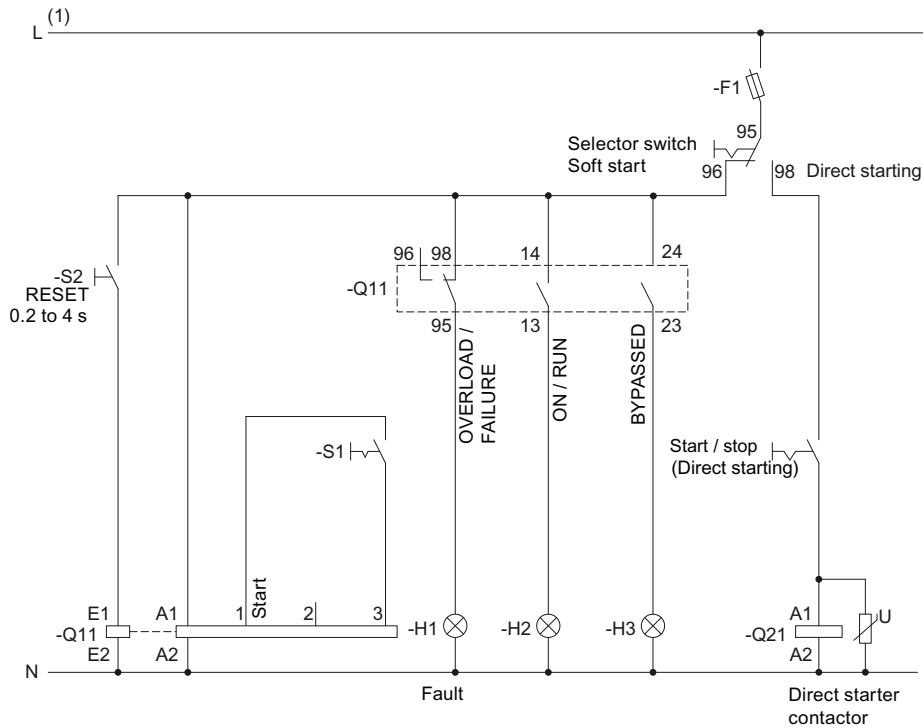 (1)
L
-F1
95
Selector switch
Soft start
96
98
Direct starting
96
98
14
24
-S2
RESET
0.2 to 4 s
-Q11
95
13
23
OVERLOAD /
FAILURE
ON / RUN
BYPASSED
-S1
Start / stop
(Direct starting)
Start
E1
A1
1
2
3
A1
U
-Q11
-H1
-H2
-H3
-Q21
E2
A2
A2
N
Fault
Direct starter
contactor